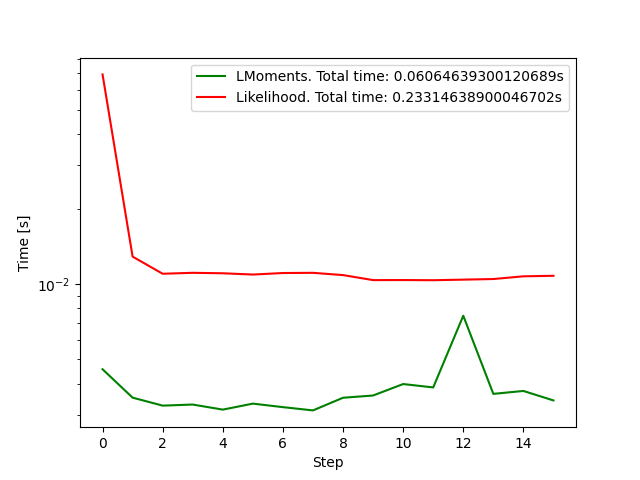 LMoments. Total time: 0.06064639300120689s
Likelihood. Total time: 0.23314638900046702s
Time [s]
10⁻²
0 2 4 6 8 10 12 14
Step